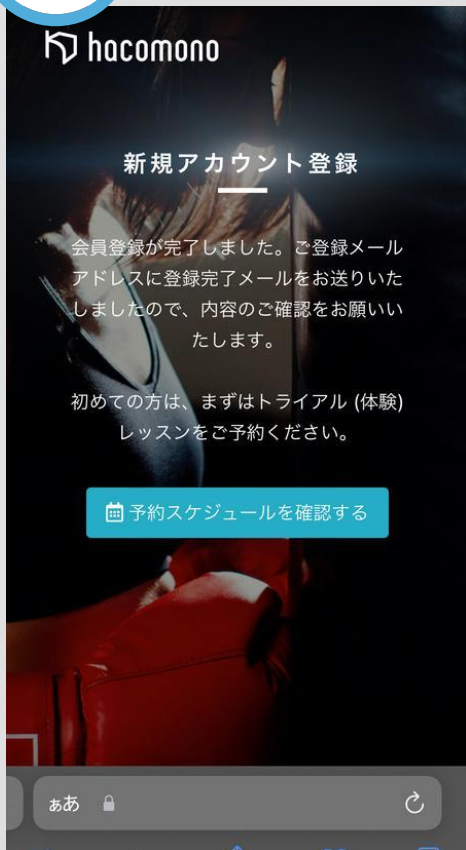 hacomono
新規アカウント登録
会員登録が完了しました。ご登録メール
アドレスに登録完了メールをお送りいた
しましたので、内容のご確認をお願いい
たします。
初めての方は、まずはトライアル (体験)
レッスンをご予約ください。
予約スケジュールを確認する
ぁあ